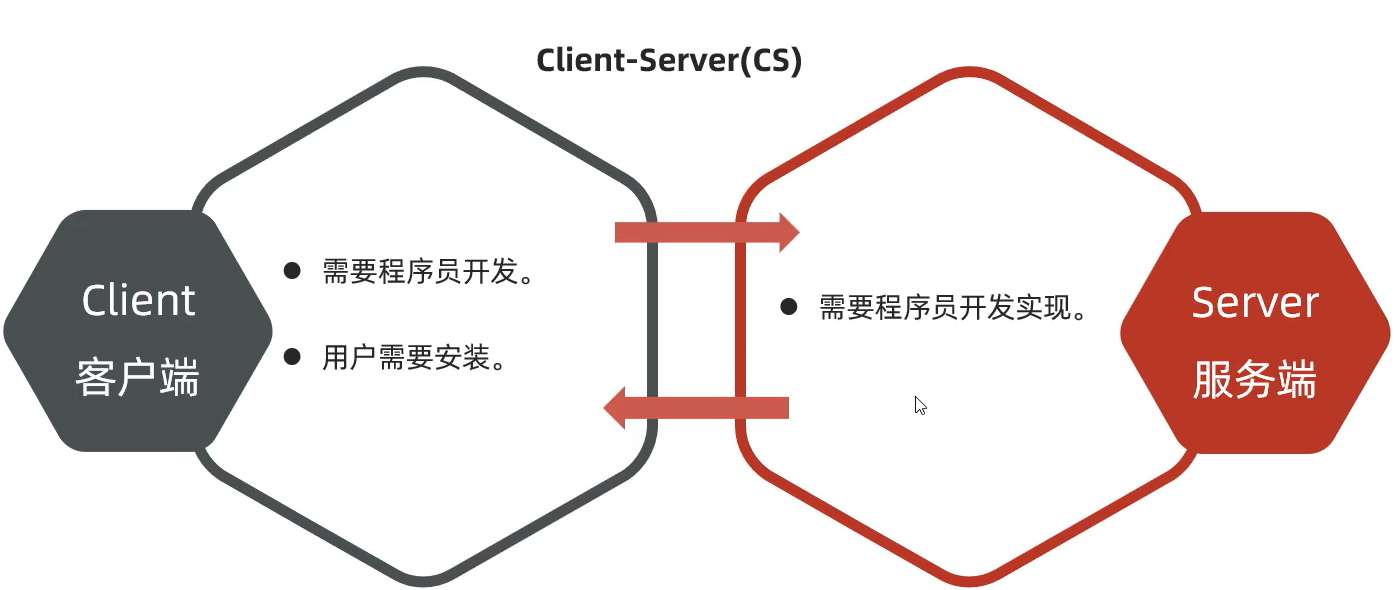 Client-Server(CS)
Client
客户端
● 需要程序员开发。
● 用户需要安装。
● 需要程序员开发实现。
Server
服务端